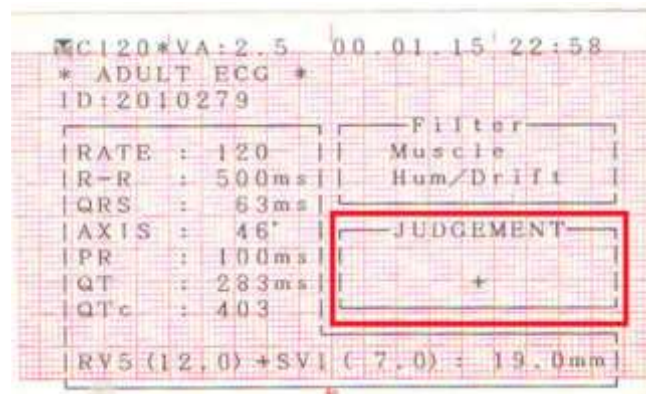 C120*VA:2.5 00.01.15 22:58
* ADULT ECG *
ID:2010279
Filter
RATE : 120 Muscle
R-R : 500ms Hum/Drift
QRS : 63ms
AXIS : 46° JUDGEMENT
PR : 100ms
QT : 283ms +
QTc : 403
RV5(12.0)+SV1( 7.0): 19.0mm